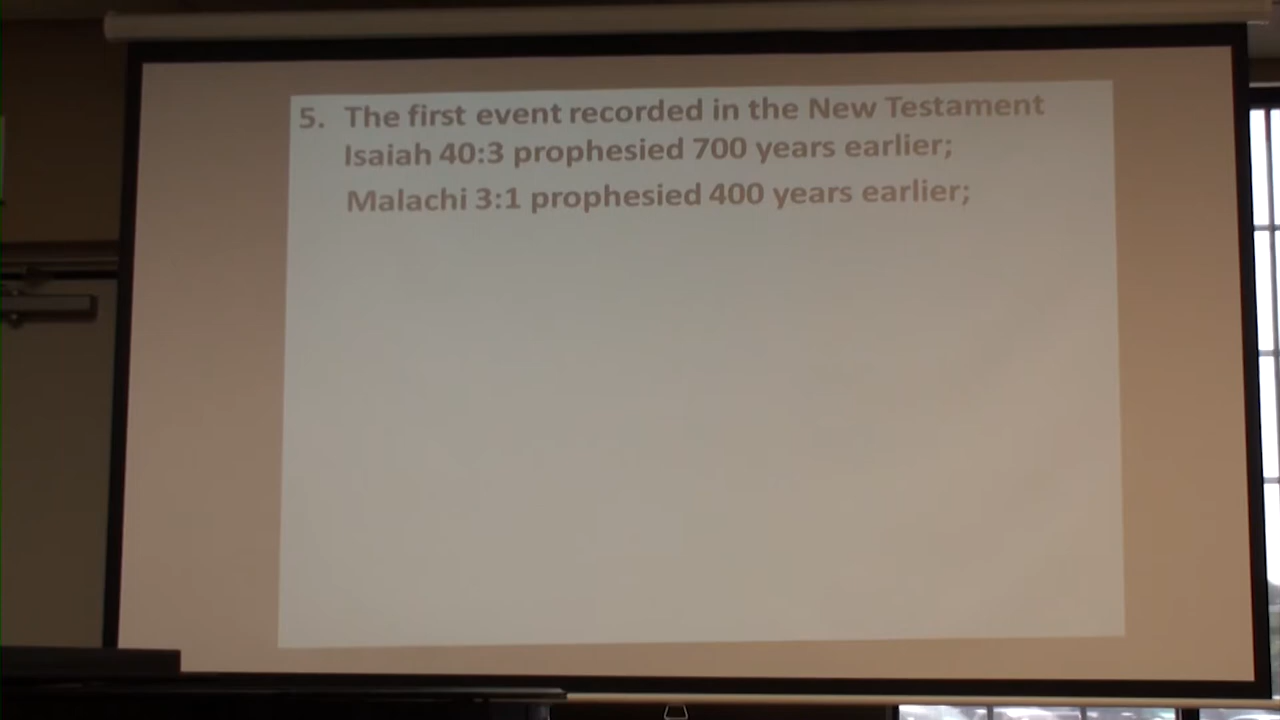 5. The first event recorded in the New Testament
Isaiah 40:3 prophesied 700 years earlier;
Malachi 3:1 prophesied 400 years earlier;